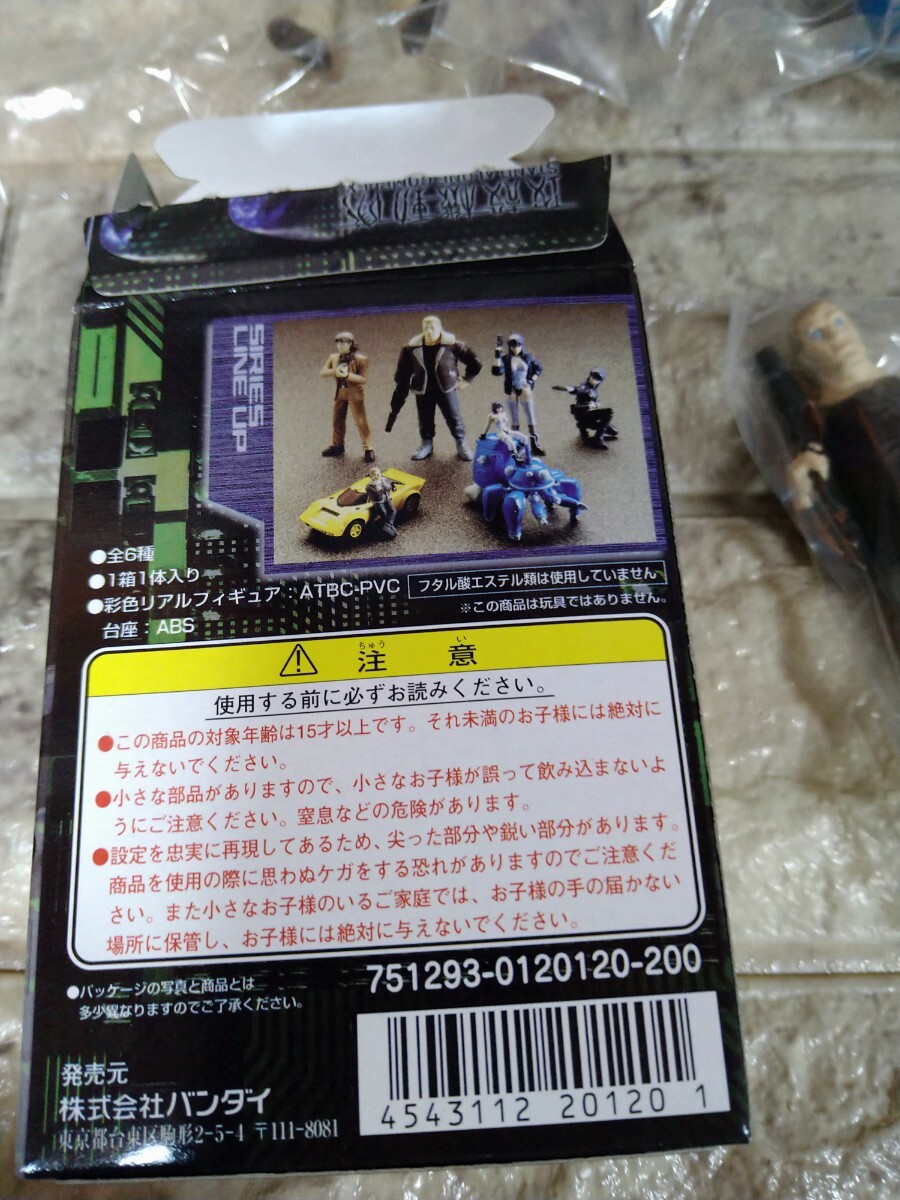 攻殻機動隊
STAND ALONE COMPLEX
SIRIES
LINE UP
●全6種
●1箱1体入り
●彩色リアルフィギュア：ATBC-PVC
フタル酸エステル類は使用していません
台座：ABS
※この商品は玩具ではありません。
ちゅう い
注 意
使用する前に必ずお読みください。
●この商品の対象年齢は15才以上です。それ未満のお子様には絶対に
与えないでください。
●小さな部品がありますので、小さなお子様が誤って飲み込まないよ
うにご注意ください。窒息などの危険があります。
●設定を忠実に再現してあるため、尖った部分や鋭い部分があります。
商品を使用の際に思わぬケガをする恐れがありますのでご注意くだ
さい。また小さなお子様のいるご家庭では、お子様の手の届かない
場所に保管し、お子様には絶対に与えないでください。
751293-0120120-200
●パッケージの写真と商品とは
多少異なりますのでご了承ください。
発売元
株式会社バンダイ
東京都台東区駒形2-5-4 〒111-8081
4543112 20120 1